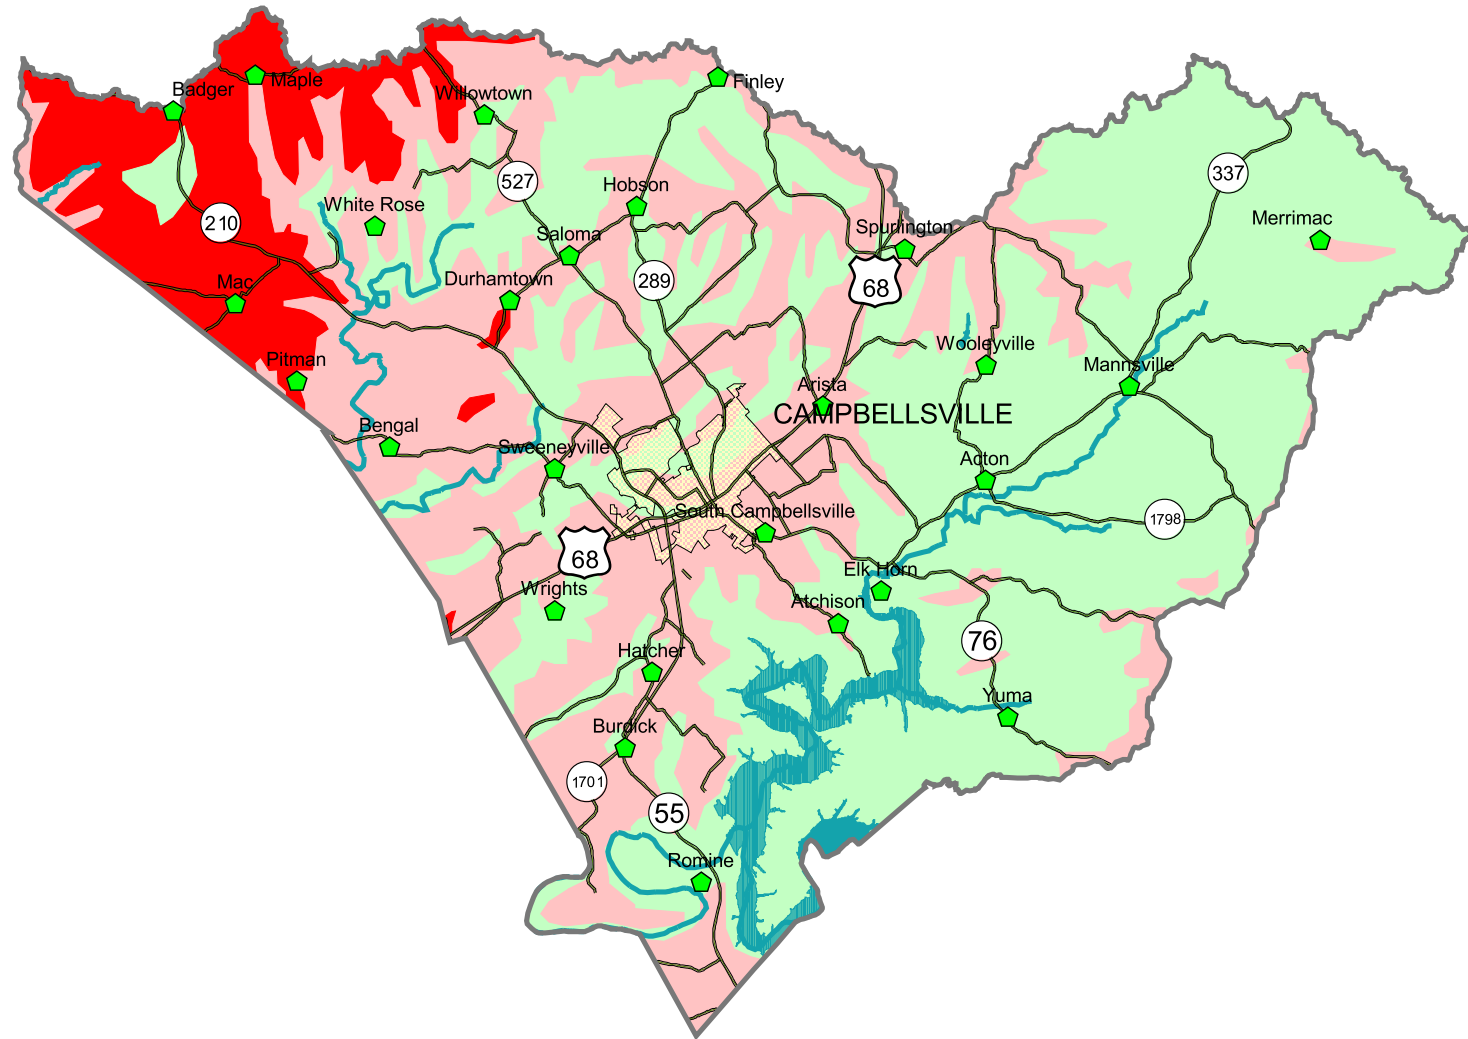 Maple
Badger
Finley
Willowtown
337
527
Hobson
White Rose
Merrimac
210
Spurlington
Saloma
Durhamtown
289
Mac
68
Wooleyville
Pitman
Mannsville
Arista
CAMPBELLSVILLE
Bengal
Sweeneyville
Acton
South Campbellsville
1798
68
Elk Horn
Wrights
Atchison
76
Hatcher
Yuma
Burdick
1701
55
Romine